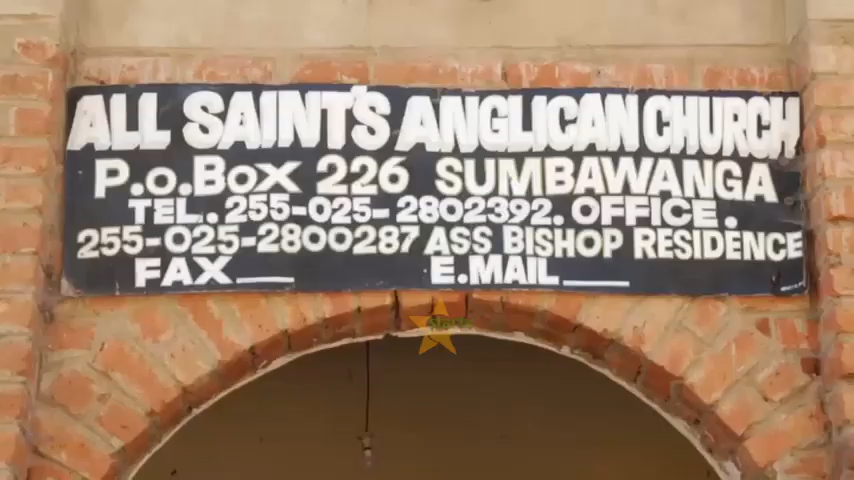 ALL SAINT'S ANGLICAN CHURCH
P.o.BoX 226 SUMBAWANGA
TEL. 255-025-2802392. OFFICE.
255-025-2800287 ASS BISHOP RESIDENCE
FAX___ E.MAIL___